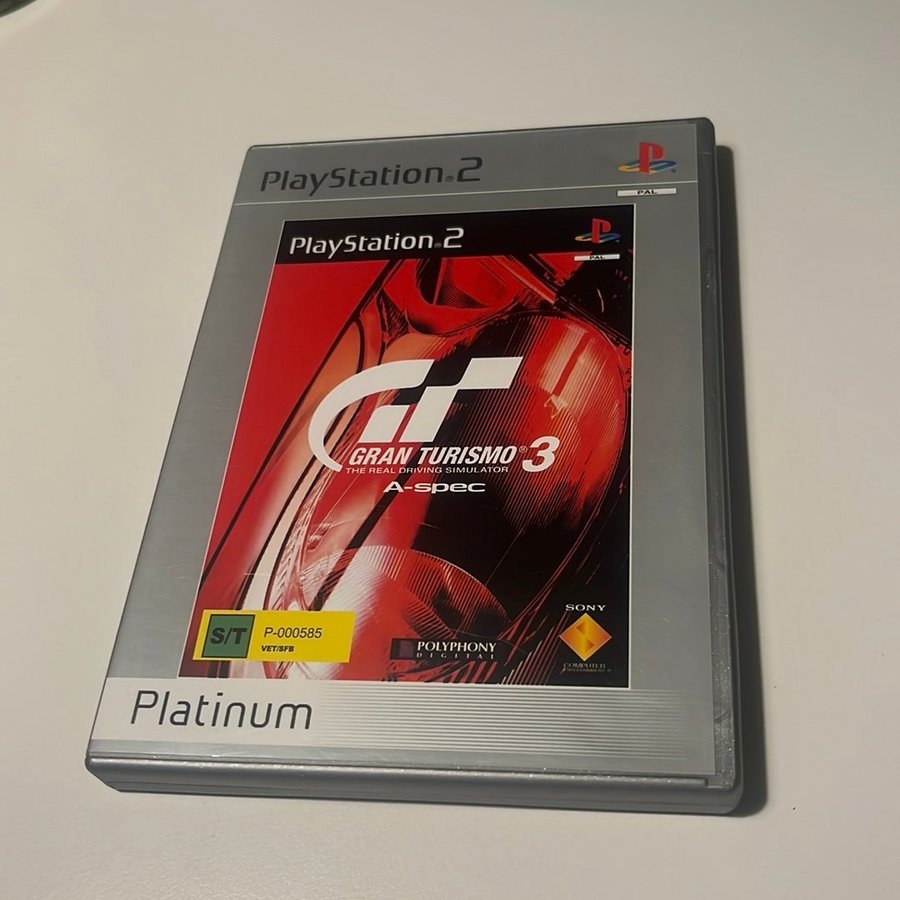 PlayStation®2
PAL
PlayStation®2
PAL
GRAN TURISMO® 3
THE REAL DRIVING SIMULATOR
A-spec
SONY
S/T P-000585
VET/SFB
POLYPHONY
DIGITAL
COMPUTER
Platinum